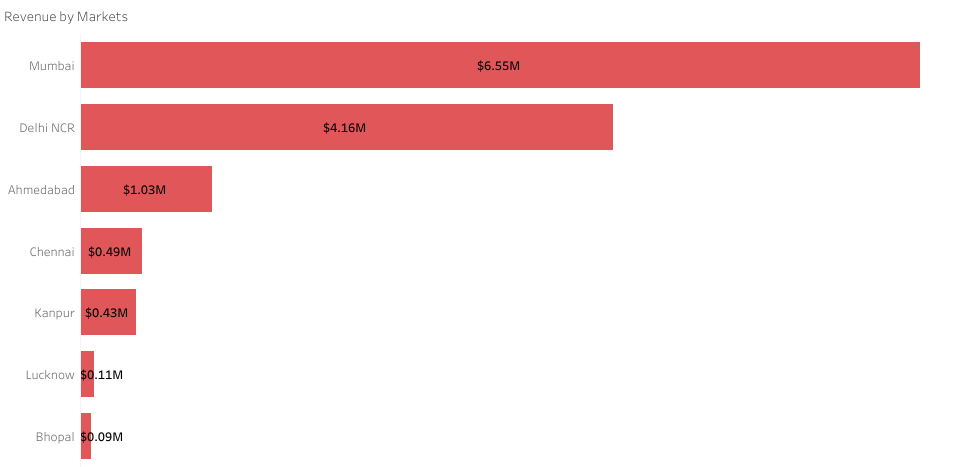 Revenue by Markets
Mumbai $6.55M
Delhi NCR $4.16M
Ahmedabad $1.03M
Chennai $0.49M
Kanpur $0.43M
Lucknow $0.11M
Bhopal $0.09M